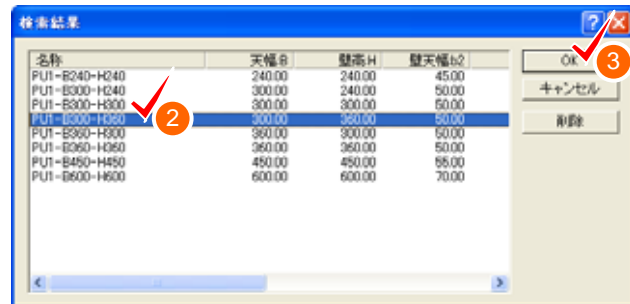 検索結果
名称 天幅B 壁高H 壁天幅b2
PU1-B240-H240 240.00 240.00 45.00
PU1-B300-H240 300.00 240.00 50.00
PU1-B300-H300 300.00 300.00 50.00
PU1-B300-H360 300.00 360.00 50.00
PU1-B360-H300 360.00 300.00 50.00
PU1-B360-H360 360.00 360.00 50.00
PU1-B450-H450 450.00 450.00 55.00
PU1-B600-H600 600.00 600.00 70.00
OK
キャンセル
削除
2
3